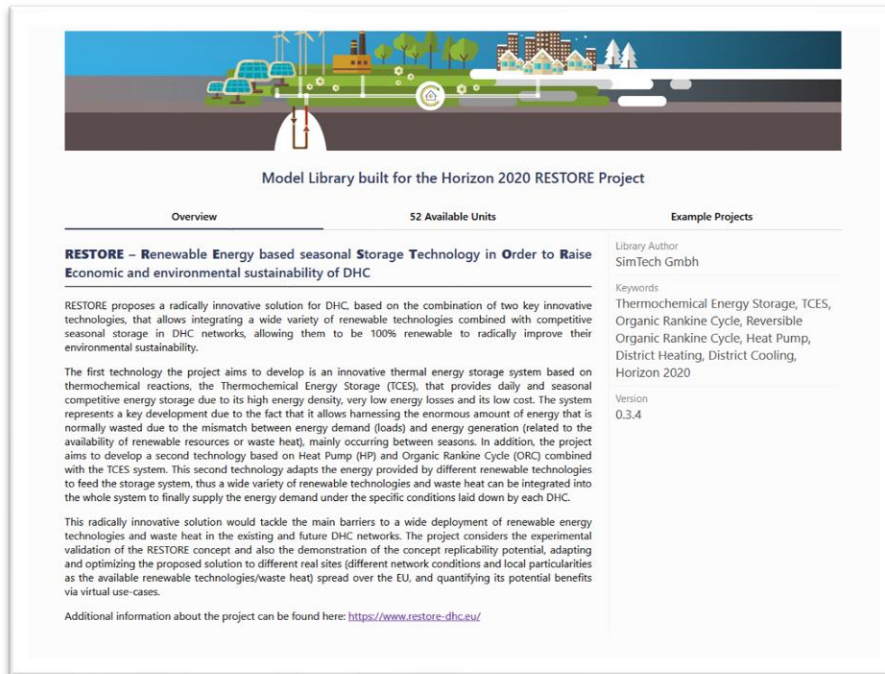 Model Library built for the Horizon 2020 RESTORE Project
Overview
52 Available Units
Example Projects
RESTORE – Renewable Energy based seasonal Storage Technology in Order to Raise
Economic and environmental sustainability of DHC
RESTORE proposes a radically innovative solution for DHC, based on the combination of two key innovative
technologies, that allows integrating a wide variety of renewable technologies combined with competitive
seasonal storage in DHC networks, allowing them to be 100% renewable to radically improve their
environmental sustainability.
The first technology the project aims to develop is an innovative thermal energy storage system based on
thermochemical reactions, the Thermochemical Energy Storage (TCES), that provides daily and seasonal
competitive energy storage due to its high energy density, very low energy losses and its low cost. The system
represents a key development due to the fact that it allows harnessing the enormous amount of energy that is
normally wasted due to the mismatch between energy demand (loads) and energy generation (related to the
availability of renewable resources or waste heat), mainly occurring between seasons. In addition, the project
aims to develop a second technology based on Heat Pump (HP) and Organic Rankine Cycle (ORC) combined
with the TCES system. This second technology adapts the energy provided by different renewable technologies
to feed the storage system, thus a wide variety of renewable technologies and waste heat can be integrated into
the whole system to finally supply the energy demand under the specific conditions laid down by each DHC.
This radically innovative solution would tackle the main barriers to a wide deployment of renewable energy
technologies and waste heat in the existing and future DHC networks. The project considers the experimental
validation of the RESTORE concept and also the demonstration of the concept replicability potential, adapting
and optimizing the proposed solution to different real sites (different network conditions and local particularities
as the available renewable technologies/waste heat) spread over the EU, and quantifying its potential benefits
via virtual use-cases.
Additional information about the project can be found here: https://www.restore-dhc.eu/
Library Author
SimTech Gmbh
Keywords
Thermochemical Energy Storage, TCES,
Organic Rankine Cycle, Reversible
Organic Rankine Cycle, Heat Pump,
District Heating, District Cooling,
Horizon 2020
Version
0.3.4